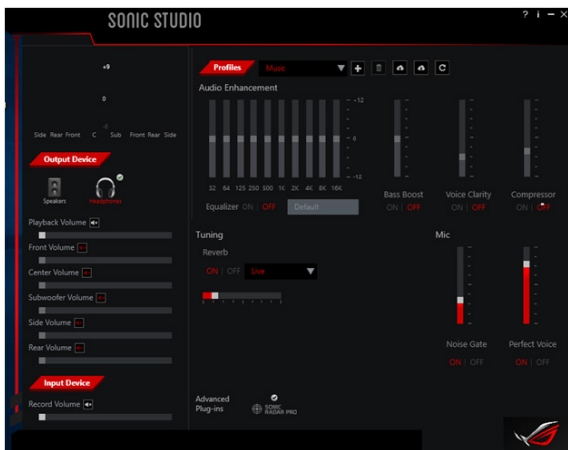 SONIC STUDIO
? i
+9
0
-9
Side Rear Front C Sub Front Rear Side
Output Device
Speakers Headphones
Playback Volume
Front Volume
Center Volume
Subwoofer Volume
Side Volume
Rear Volume
Input Device
Record Volume
Profiles Music
Audio Enhancement
-12
0
-12
32 64 125 250 500 1K 2K 4K 8K 16K
Equalizer ON | OFF Default
Bass Boost Voice Clarity Compressor
ON | OFF ON | OFF ON | OFF
Tuning
Reverb
ON | OFF Live
Mic
Noise Gate Perfect Voice
ON | OFF ON | OFF
Advanced
Plug-ins
SONIC
RADAR PRO